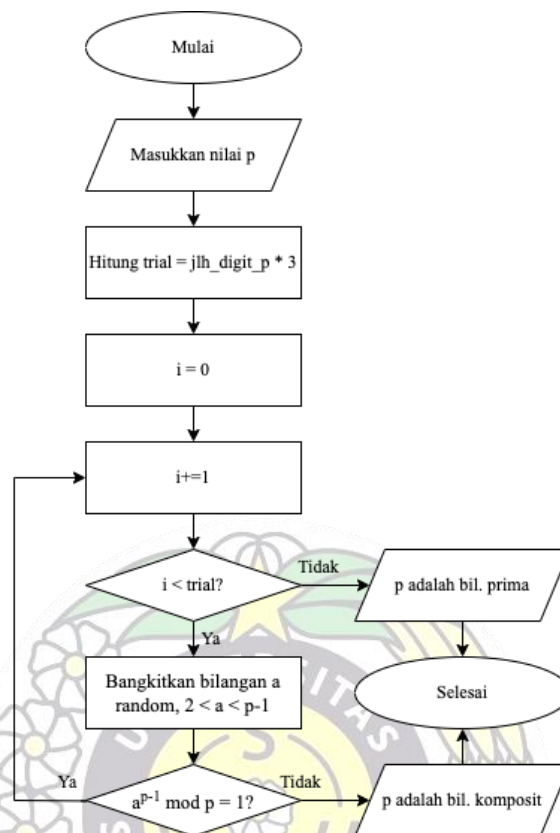 Mulai
Masukkan nilai p
Hitung trial = jlh_digit_p * 3
i = 0
i+=1
i < trial?
Tidak
p adalah bil. prima
Ya
Bangkitkan bilangan a
random, 2 < a < p-1
Selesai
Ya
a^{p-1} mod p = 1?
Tidak
p adalah bil. komposit